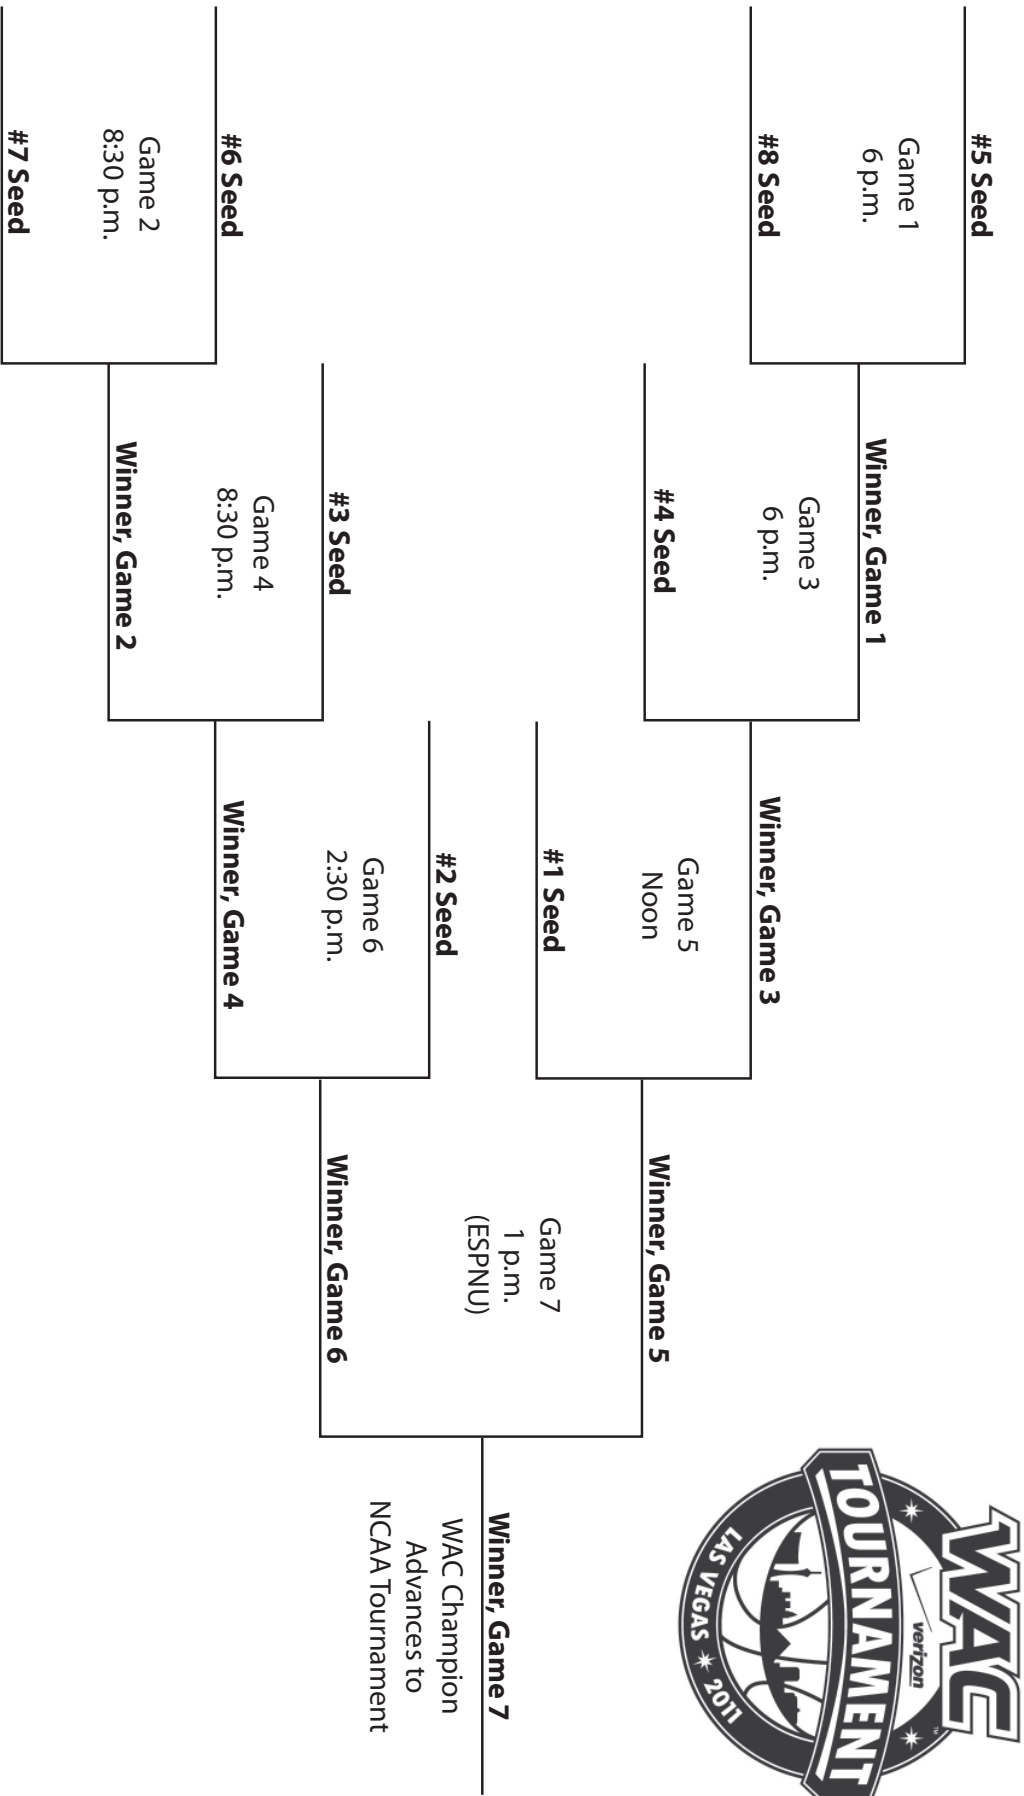 #5 Seed
Game 1
6 p.m.
#8 Seed
#6 Seed
Game 2
8:30 p.m.
#7 Seed
Winner, Game 1
Game 3
6 p.m.
#4 Seed
#3 Seed
Game 4
8:30 p.m.
Winner, Game 2
Winner, Game 3
Game 5
Noon
#1 Seed
#2 Seed
Game 6
2:30 p.m.
Winner, Game 4
Winner, Game 5
Game 7
1 p.m.
(ESPNU)
Winner, Game 6
Winner, Game 7
WAC Champion
Advances to
NCAA Tournament
WAC
verizon
TM
TOURNAMENT
LAS VEGAS 2011